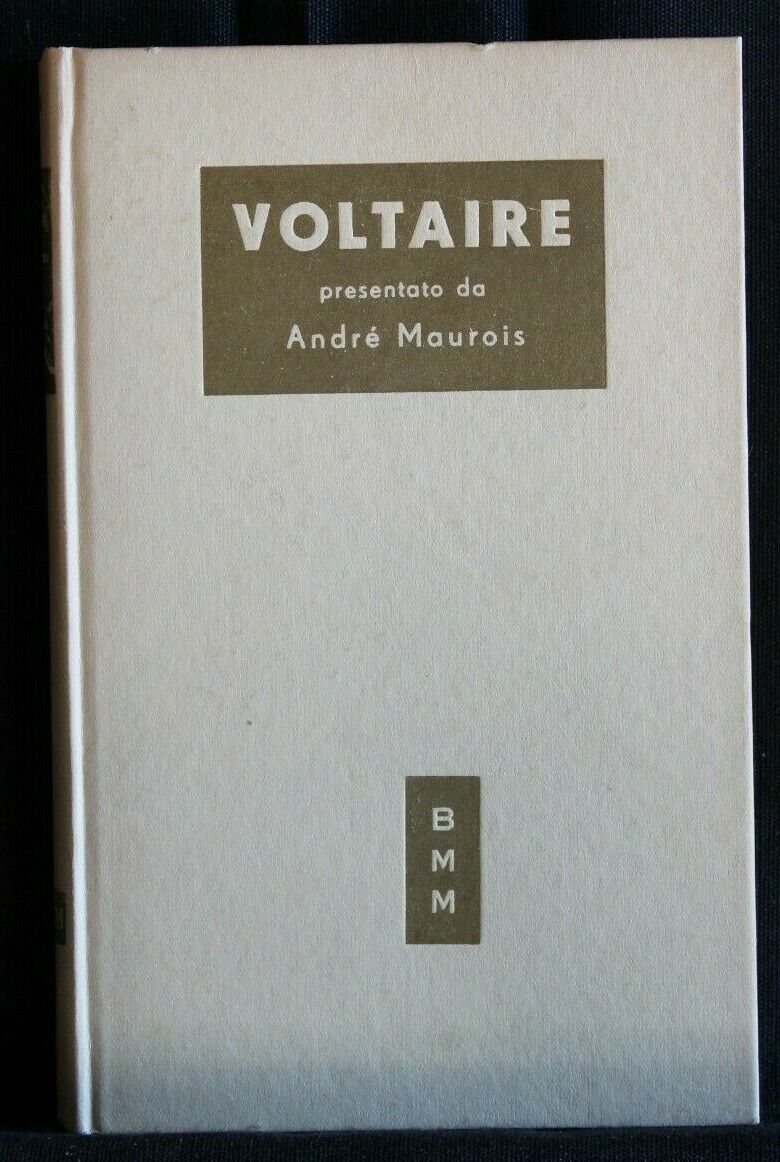 VOLTAIRE
presentato da
André Maurois
B
M
M